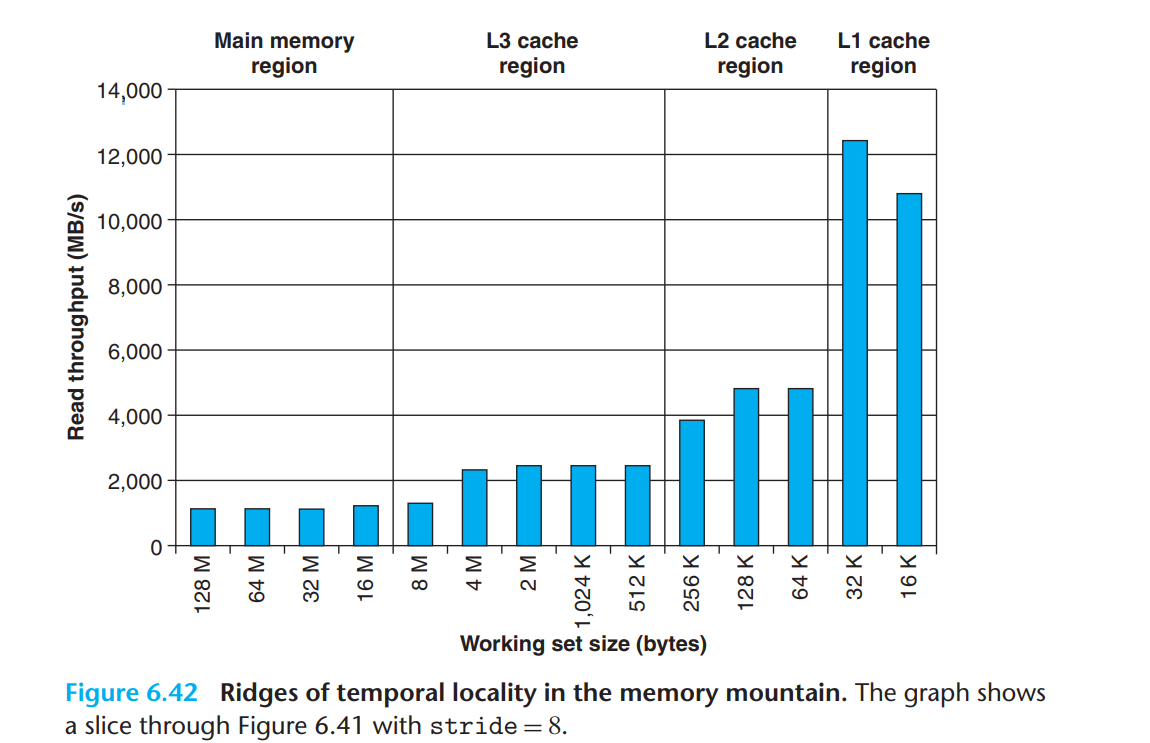 Main memory region
L3 cache region
L2 cache region
L1 cache region
14,000
12,000
10,000
8,000
6,000
4,000
2,000
0
Read throughput (MB/s)
128 M
64 M
32 M
16 M
8 M
4 M
2 M
1,024 K
512 K
256 K
128 K
64 K
32 K
16 K
Working set size (bytes)
Figure 6.42 Ridges of temporal locality in the memory mountain. The graph shows
a slice through Figure 6.41 with stride = 8.